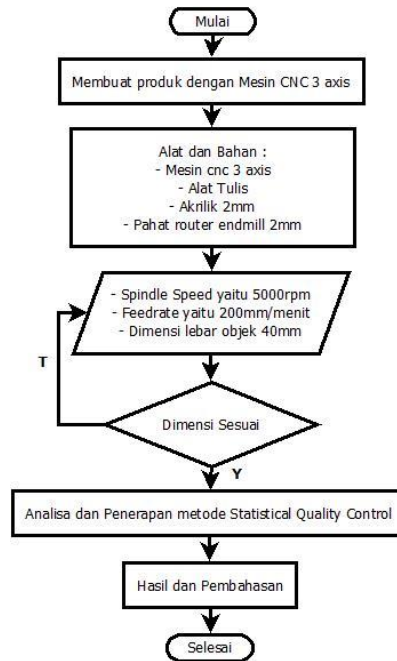 Mulai
Membuat produk dengan Mesin CNC 3 axis
Alat dan Bahan :
- Mesin cnc 3 axis
- Alat Tulis
- Akrilik 2mm
- Pahat router endmill 2mm
- Spindle Speed yaitu 5000rpm
- Feedrate yaitu 200mm/menit
- Dimensi lebar objek 40mm
T
Dimensi Sesuai
Y
Analisa dan Penerapan metode Statistical Quality Control
Hasil dan Pembahasan
Selesai